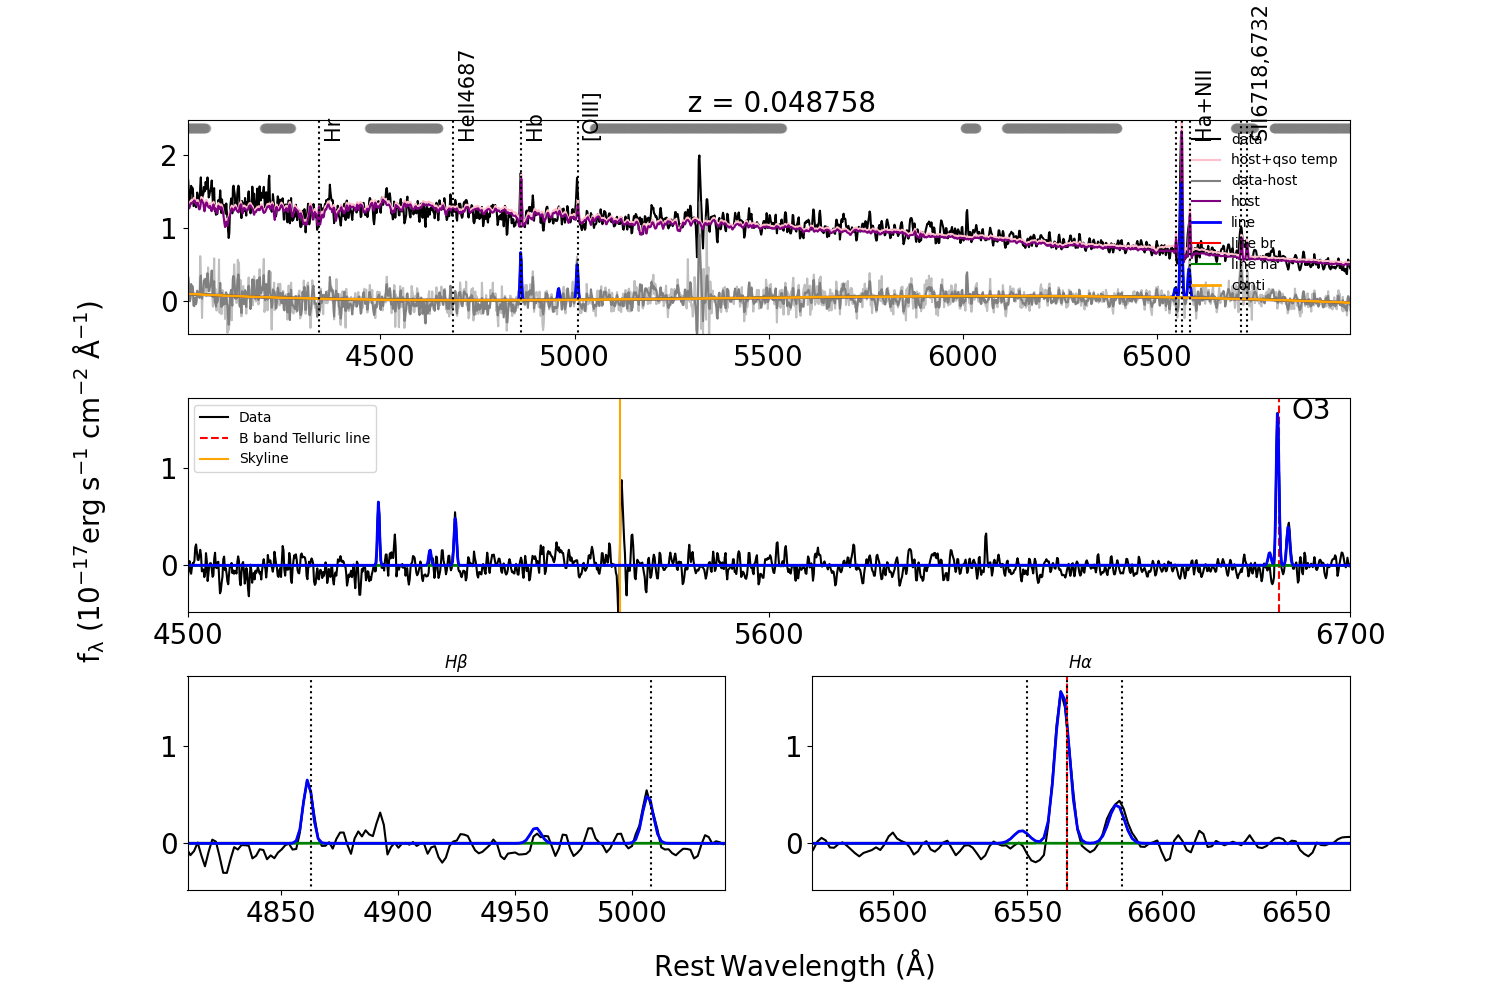 z = 0.048758
Hr
HeII4687
Hb
[OIII]
Ha+NII
SII6718,6732
data
host+qso temp
data-host
host
line
line br
line na
conti
2
1
0
4500 5000 5500 6000 6500
fλ (10⁻¹⁷erg s⁻¹ cm⁻² Å⁻¹)
Data
B band Telluric line
Skyline
O3
1
0
4500 5600 6700
Hβ
1
0
4850 4900 4950 5000
Hα
1
0
6500 6550 6600 6650
Rest Wavelength (Å)